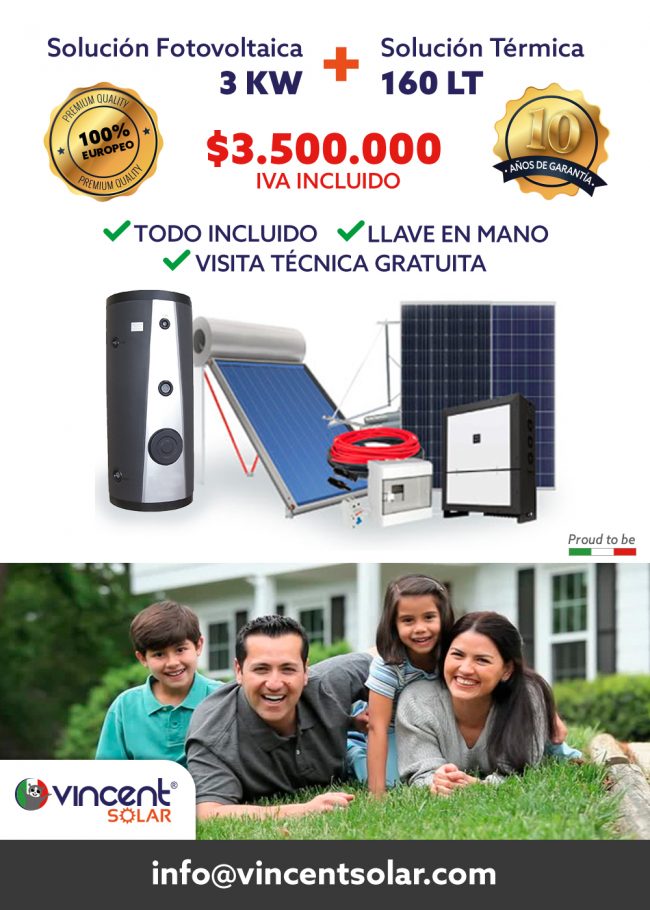 Solución Fotovoltaica
3 KW
+
Solución Térmica
160 LT
PREMIUM QUALITY
100%
EUROPEO
PREMIUM QUALITY
$3.500.000
IVA INCLUIDO
10
AÑOS DE GARANTÍA
TODO INCLUIDO
LLAVE EN MANO
VISITA TÉCNICA GRATUITA
Proud to be
vincent®
SOLAR
info@vincentsolar.com